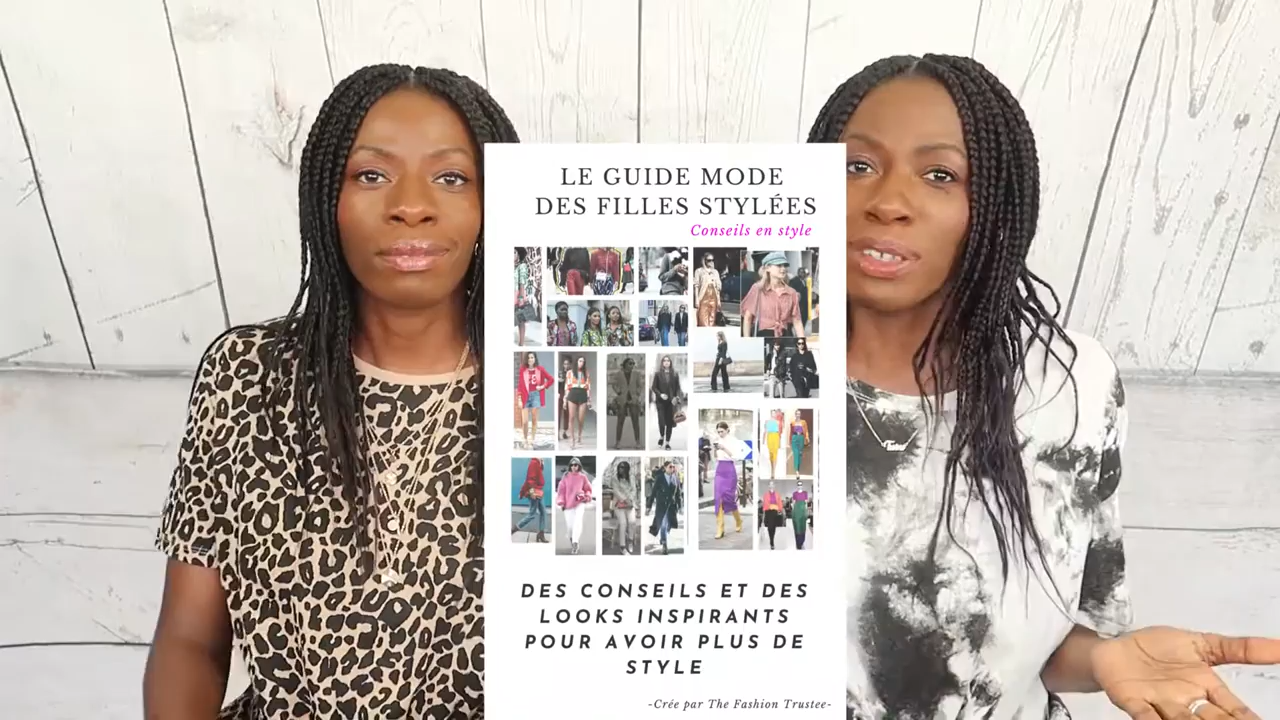 LE GUIDE MODE
DES FILLES STYLÉES
Conseils en style
DES CONSEILS ET DES
LOOKS INSPIRANTS
POUR AVOIR PLUS DE
STYLE
-Crée par The Fashion Trustee-